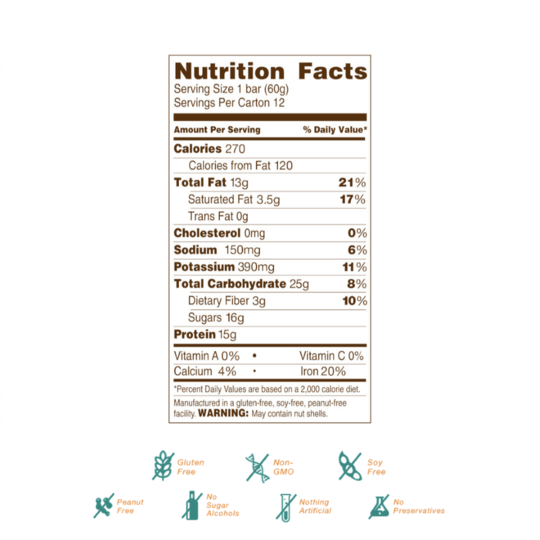 Nutrition Facts
Serving Size 1 bar (60g)
Servings Per Carton 12
Amount Per Serving % Daily Value*
Calories 270
Calories from Fat 120
Total Fat 13g 21%
Saturated Fat 3.5g 17%
Trans Fat 0g
Cholesterol 0mg 0%
Sodium 150mg 6%
Potassium 390mg 11%
Total Carbohydrate 25g 8%
Dietary Fiber 3g 10%
Sugars 16g
Protein 15g
Vitamin A 0% • Vitamin C 0%
Calcium 4% • Iron 20%
*Percent Daily Values are based on a 2,000 calorie diet.
Manufactured in a gluten-free, soy-free, peanut-free
facility. WARNING: May contain nut shells.
Gluten
Free
Non-
GMO
Soy
Free
Peanut
Free
No
Sugar
Alcohols
Nothing
Artificial
No
Preservatives